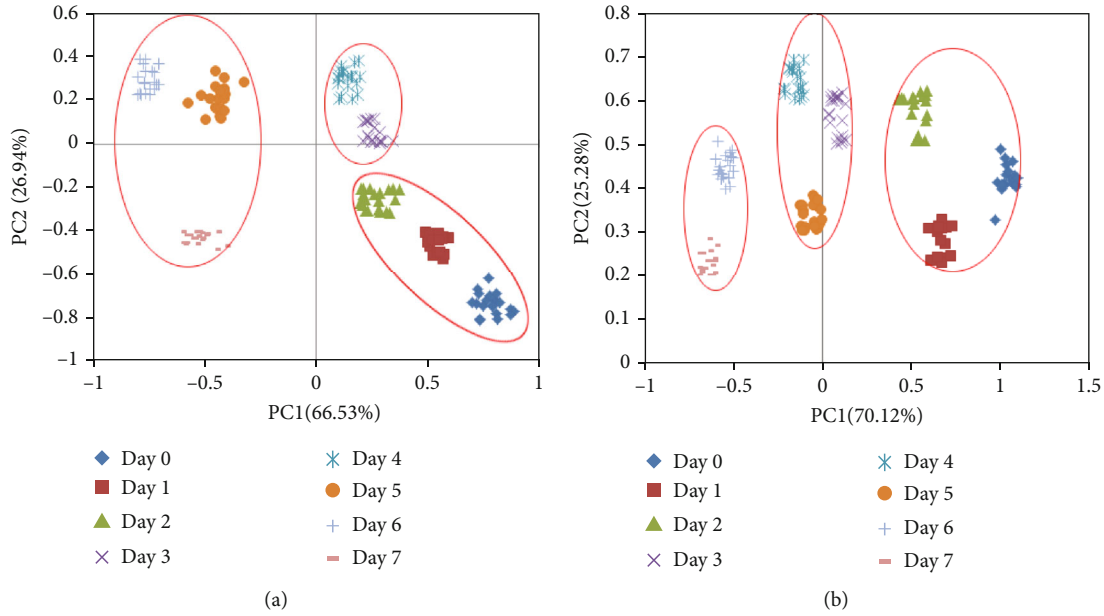 0.6
0.4
0.2
0
−0.2
−0.4
−0.6
−0.8
−1
PC2 (26.94%)
−1 −0.5 0 0.5 1
PC1(66.53%)
Day 0 Day 4
Day 1 Day 5
Day 2 Day 6
Day 3 Day 7
(a)
0.8
0.7
0.6
0.5
0.4
0.3
0.2
0.1
0
PC2(25.28%)
−1 −0.5 0 0.5 1 1.5
PC1(70.12%)
Day 0 Day 4
Day 1 Day 5
Day 2 Day 6
Day 3 Day 7
(b)